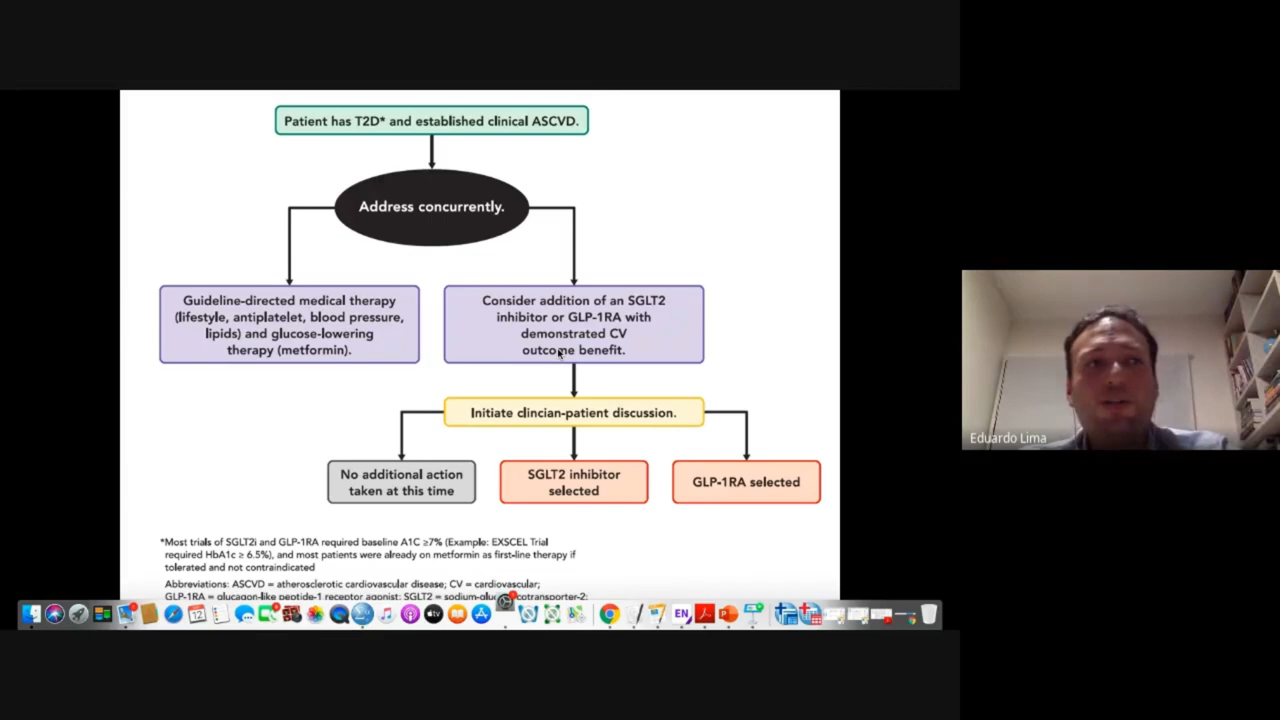 Patient has T2D* and established clinical ASCVD.
Address concurrently.
Guideline-directed medical therapy
(lifestyle, antiplatelet, blood pressure,
lipids) and glucose-lowering
therapy (metformin).
Consider addition of an SGLT2
inhibitor or GLP-1RA with
demonstrated CV
outcome benefit.
Initiate clincian-patient discussion.
No additional action
taken at this time
SGLT2 inhibitor
selected
GLP-1RA selected
*Most trials of SGLT2i and GLP-1RA required baseline A1C ≥7% (Example: EXSCEL Trial
required HbA1c ≥ 6.5%), and most patients were already on metformin as first-line therapy if
tolerated and not contraindicated
Abbreviations: ASCVD = atherosclerotic cardiovascular disease; CV = cardiovascular;
GLP-1RA = glucagon-like peptide-1 receptor agonist; SGLT2 = cotransporter-2;
12
tv
EN
Eduardo Lima